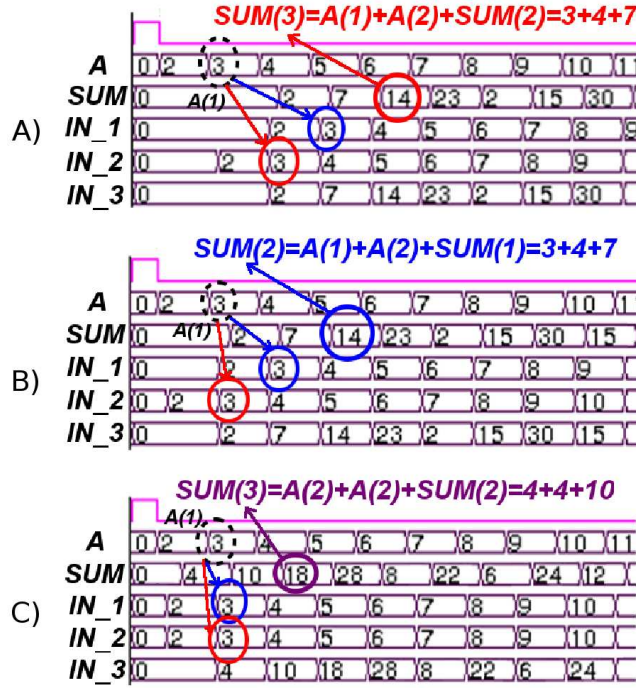 SUM(3)=A(1)+A(2)+SUM(2)=3+4+7
A 0 2 3 4 5 6 7 8 9 10 11
SUM 0 2 7 14 23 2 15 30
A(1)
A)
IN_1 0 2 3 4 5 6 7 8 9
IN_2 0 2 3 4 5 6 7 8 9
IN_3 0 2 7 14 23 2 15 30
SUM(2)=A(1)+A(2)+SUM(1)=3+4+7
A 0 2 3 4 5 6 7 8 9 10 1
SUM 0 2 7 14 23 2 15 30 15
A(1)
B)
IN_1 0 2 3 4 5 6 7 8 9
IN_2 0 2 3 4 5 6 7 8 9 10
IN_3 0 2 7 14 23 2 15 30 15
SUM(3)=A(2)+A(2)+SUM(2)=4+4+10
A(1)
A 0 2 3 4 5 6 7 8 9 10 11
SUM 0 4 10 18 28 8 22 6 24 12
C)
IN_1 0 2 3 4 5 6 7 8 9 10
IN_2 0 2 3 4 5 6 7 8 9 10
IN_3 0 4 10 18 28 8 22 6 24